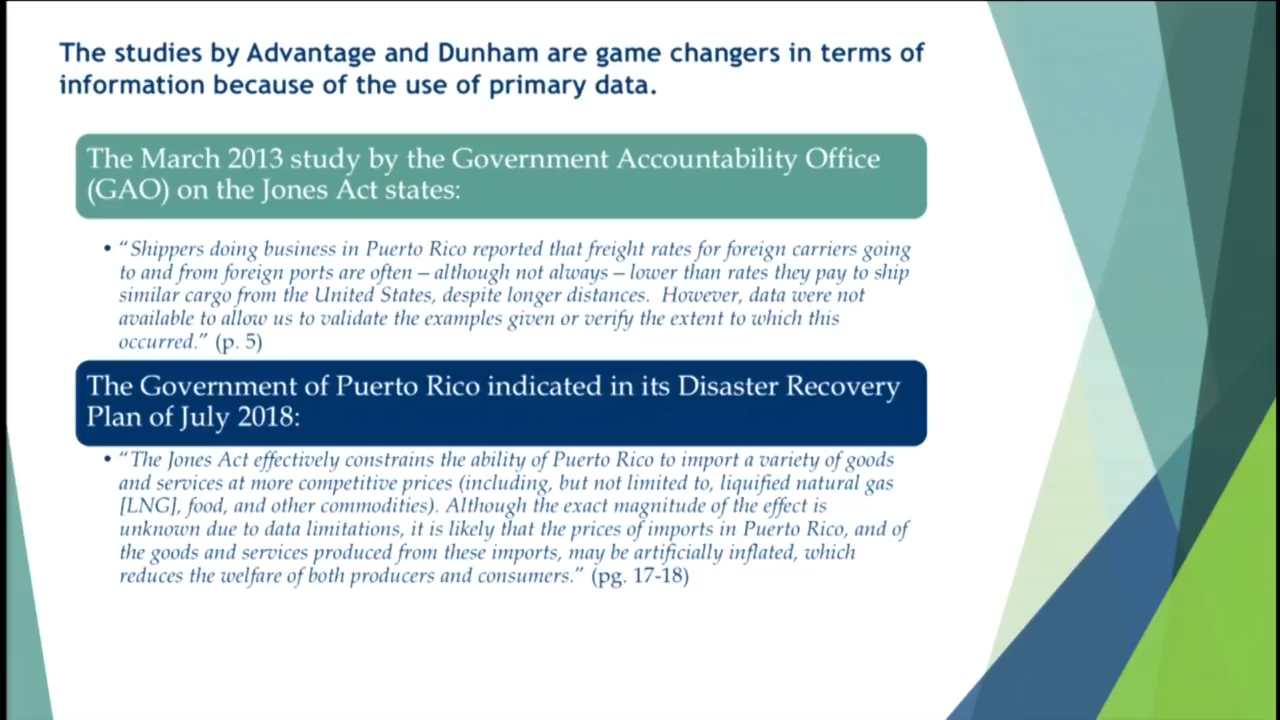 The studies by Advantage and Dunham are game changers in terms of
information because of the use of primary data.
The March 2013 study by the Government Accountability Office
(GAO) on the Jones Act states:
• “Shippers doing business in Puerto Rico reported that freight rates for foreign carriers going
to and from foreign ports are often – although not always – lower than rates they pay to ship
similar cargo from the United States, despite longer distances.  However, data were not
available to allow us to validate the examples given or verify the extent to which this
occurred.” (p. 5)
The Government of Puerto Rico indicated in its Disaster Recovery
Plan of July 2018:
• “The Jones Act effectively constrains the ability of Puerto Rico to import a variety of goods
and services at more competitive prices (including, but not limited to, liquified natural gas
[LNG], food, and other commodities). Although the exact magnitude of the effect is
unknown due to data limitations, it is likely that the prices of imports in Puerto Rico, and of
the goods and services produced from these imports, may be artificially inflated, which
reduces the welfare of both producers and consumers.” (pg. 17-18)